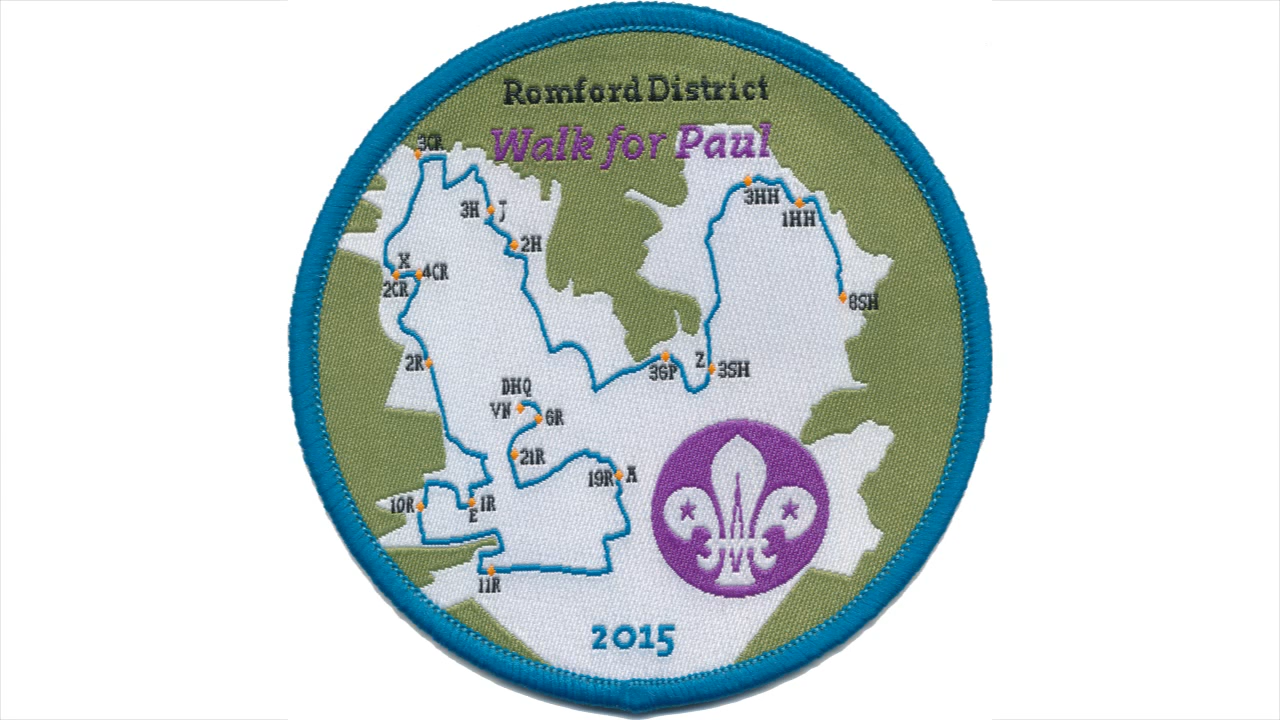 Romford District
Walk for Paul
3CR
3H J
2H
X
4CR
2CR
2R
3HH
1HH
8SH
3GP
Z
3SH
DHQ
VN
6R
21R
19R A
10R
1R
E
11R
2015